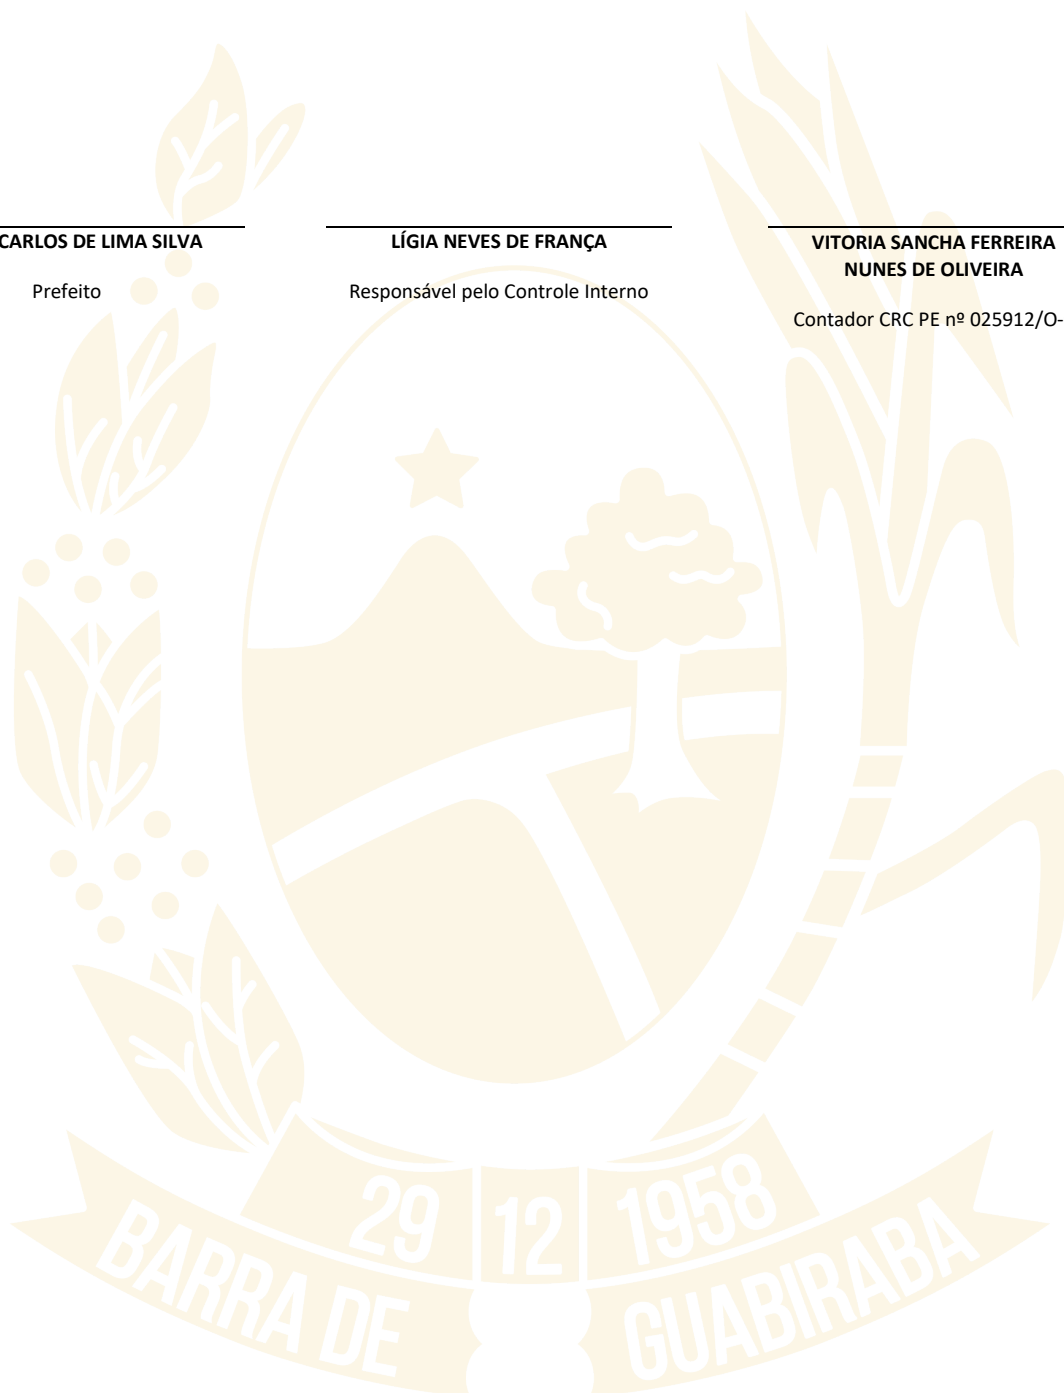 CARLOS DE LIMA SILVA
Prefeito
LÍGIA NEVES DE FRANÇA
Responsável pelo Controle Interno
VITORIA SANCHA FERREIRA
NUNES DE OLIVEIRA
Contador CRC PE nº 025912/O-
29 12 1958
BARRA DE GUABIRABA